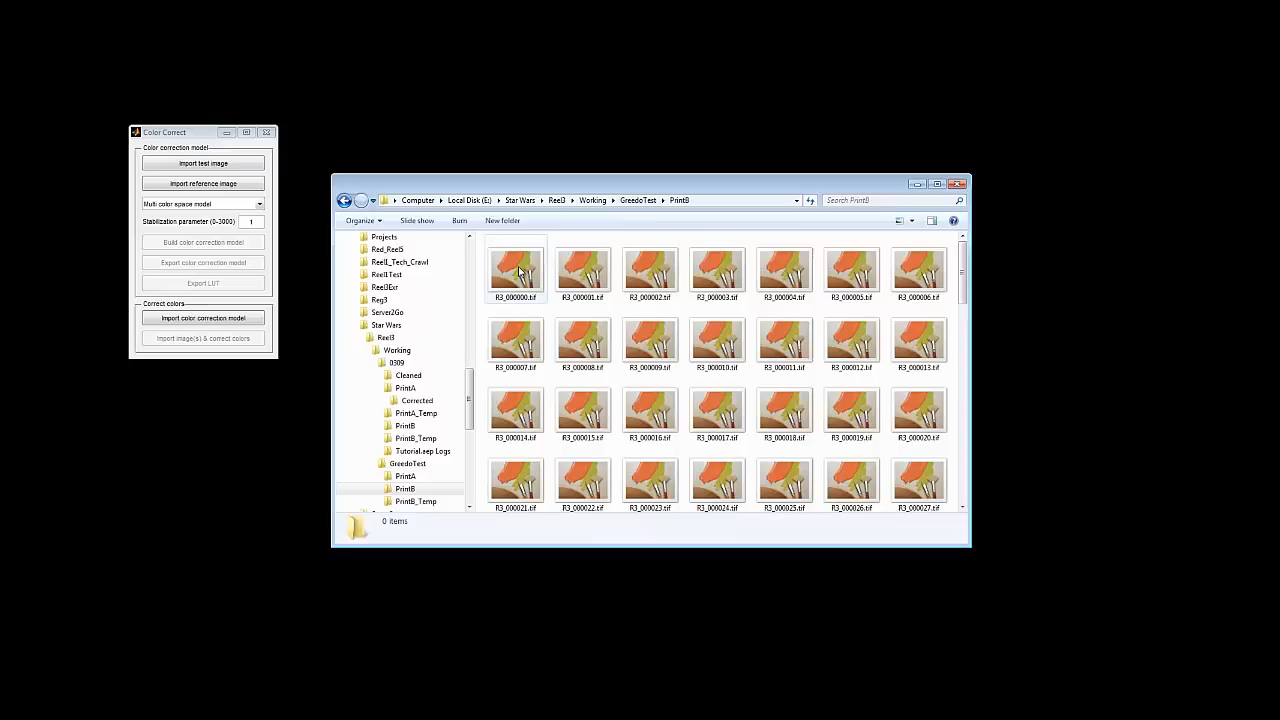 Color Correct
Color correction model
Import test image
Import reference image
Multi color space model
Stabilization parameter (0-3000) 1
Build color correction model
Export color correction model
Export LUT
Correct colors
Import color correction model
Import image(s) & correct colors
Computer Local Disk (E:) Star Wars Reel3 Working GreedoTest PrintB
Search PrintB
Organize Slide show Burn New folder
Projects
Red_Reel5
Reel1_Tech_Crawl
Reel1Test
Reel3Exr
Reg3
Server2Go
Star Wars
Reel3
Working
0309
Cleaned
PrintA
Corrected
PrintA_Temp
PrintB
PrintB_Temp
Tutorial.aep Logs
GreedoTest
PrintA
PrintB
PrintB_Temp
R3_000000.tif R3_000001.tif R3_000002.tif R3_000003.tif R3_000004.tif R3_000005.tif R3_000006.tif
R3_000007.tif R3_000008.tif R3_000009.tif R3_000010.tif R3_000011.tif R3_000012.tif R3_000013.tif
R3_000014.tif R3_000015.tif R3_000016.tif R3_000017.tif R3_000018.tif R3_000019.tif R3_000020.tif
R3_000021.tif R3_000022.tif R3_000023.tif R3_000024.tif R3_000025.tif R3_000026.tif R3_000027.tif
0 items